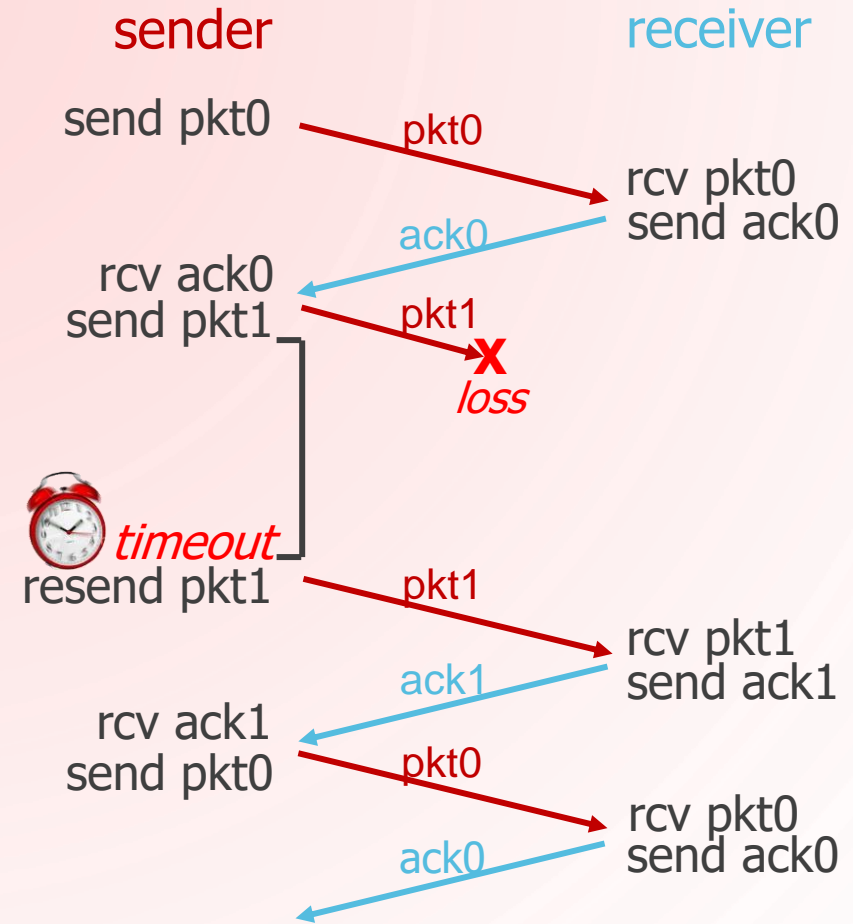 sender
receiver
send pkt0
pkt0
rcv pkt0
send ack0
ack0
rcv ack0
send pkt1
pkt1
X
loss
timeout
resend pkt1
pkt1
rcv pkt1
send ack1
ack1
rcv ack1
send pkt0
pkt0
rcv pkt0
send ack0
ack0